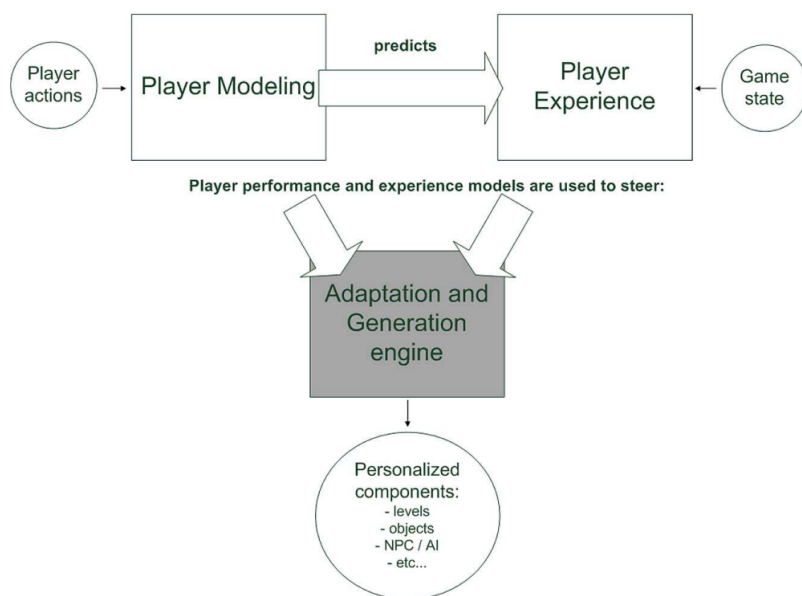 Player
actions
Player Modeling
predicts
Player
Experience
Game
state
Player performance and experience models are used to steer:
Adaptation and
Generation
engine
Personalized
components:
- levels
- objects
- NPC / AI
- etc...